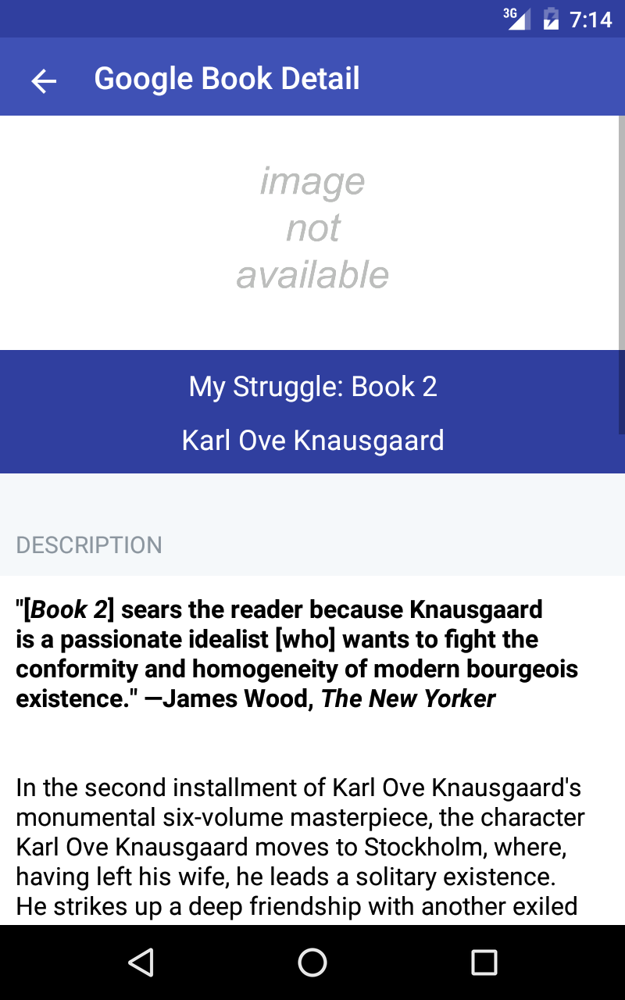 3G 7:14
Google Book Detail
image
not
available
My Struggle: Book 2
Karl Ove Knausgaard
DESCRIPTION
"[Book 2] sears the reader because Knausgaard
is a passionate idealist [who] wants to fight the
conformity and homogeneity of modern bourgeois
existence." —James Wood, The New Yorker
In the second installment of Karl Ove Knausgaard's
monumental six-volume masterpiece, the character
Karl Ove Knausgaard moves to Stockholm, where,
having left his wife, he leads a solitary existence.
He strikes up a deep friendship with another exiled